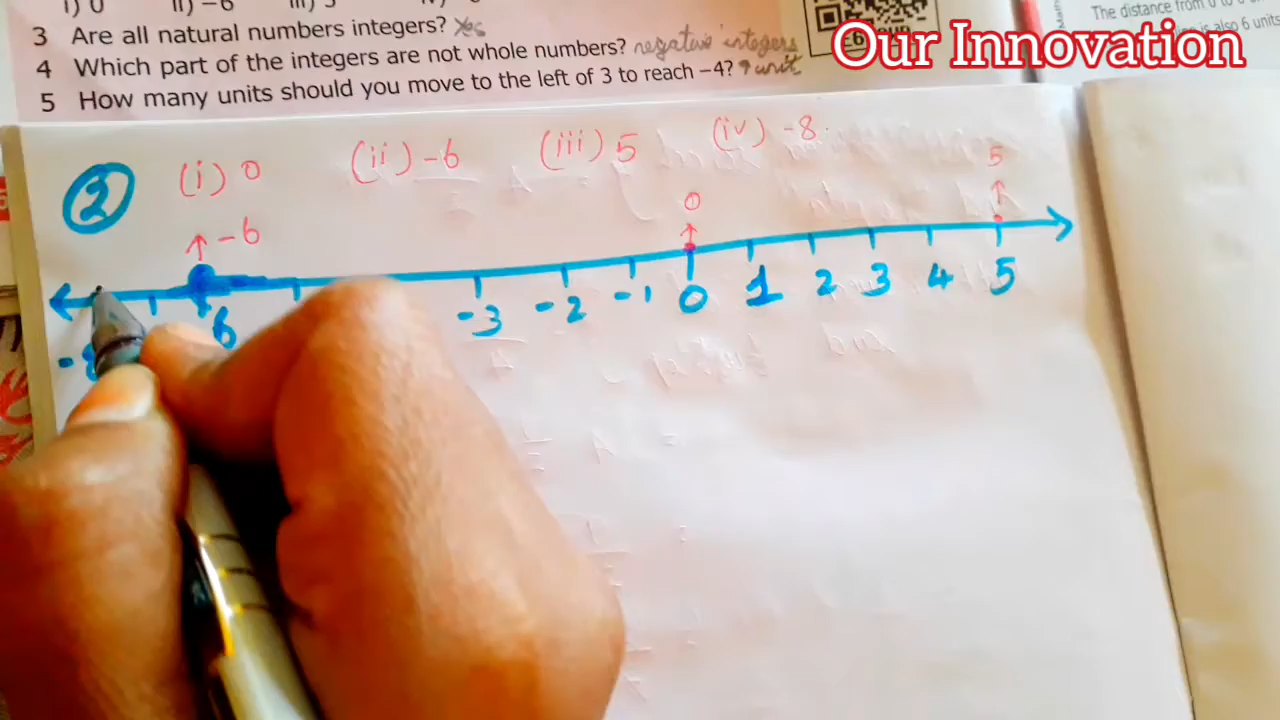 ii) -6
3 Are all natural numbers integers? Yes
4 Which part of the integers are not whole numbers? negative integers
5 How many units should you move to the left of 3 to reach -4? unit
Our Innovation
The distance from 0 to
is also 6 units
2 (i) 0 (ii) -6 (iii) 5 (iv) -8
-6 0 5
6 -3 -2 -1 0 1 2 3 4 5